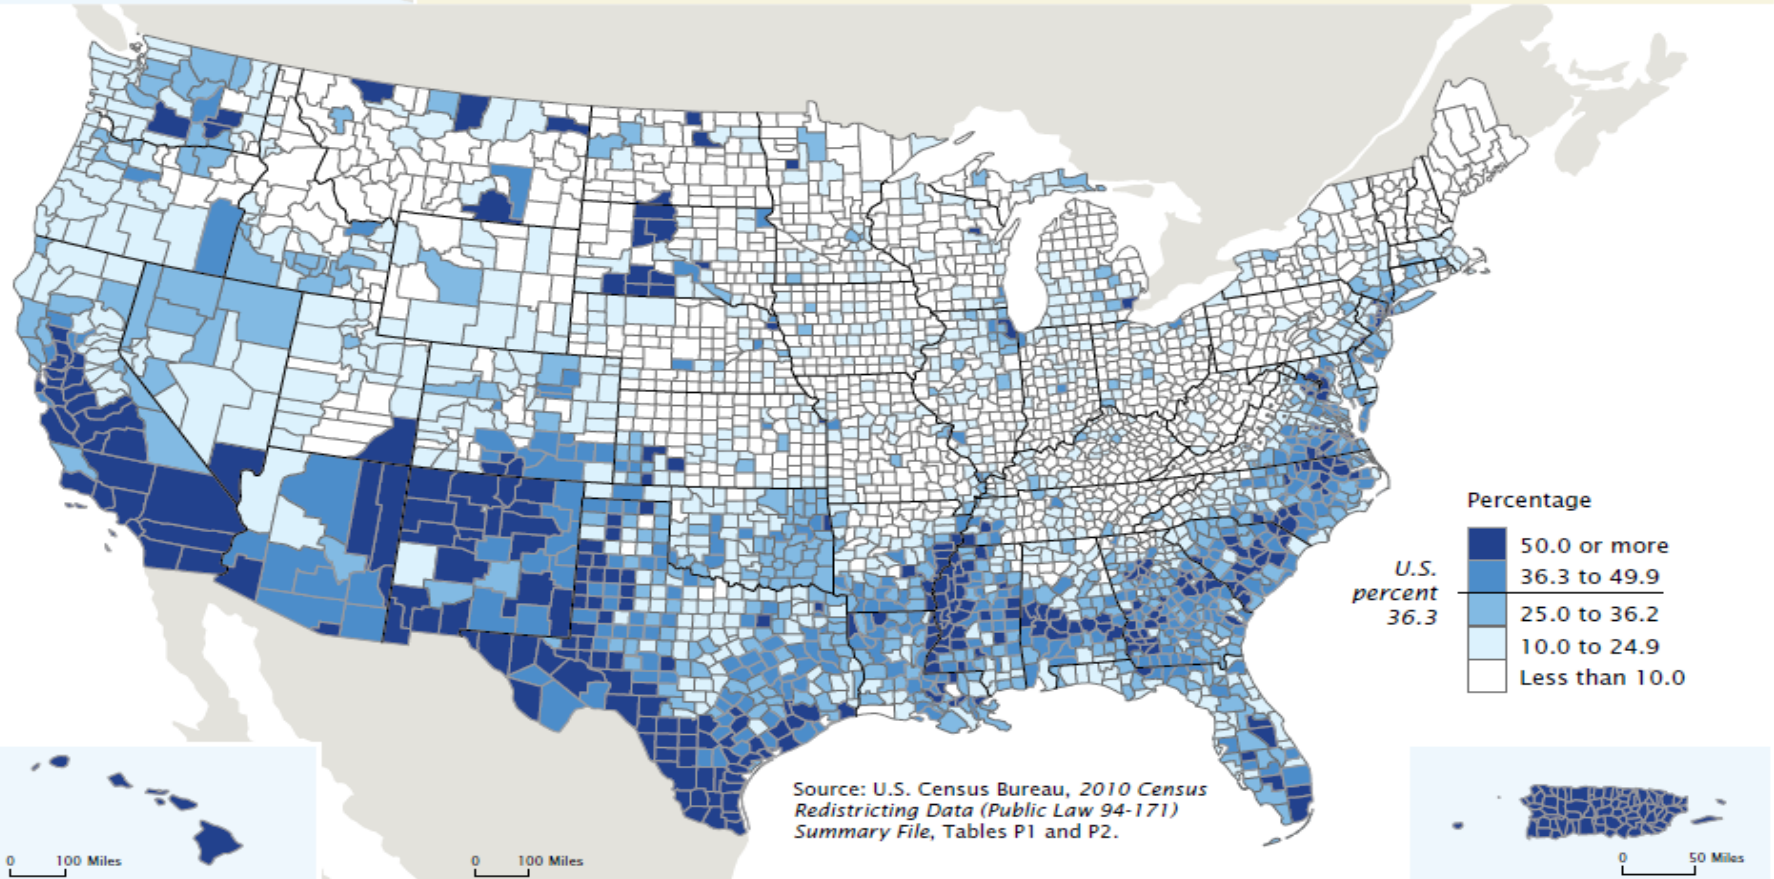 Percentage
50.0 or more
36.3 to 49.9
25.0 to 36.2
10.0 to 24.9
Less than 10.0
U.S.
percent
36.3
Source: U.S. Census Bureau, 2010 Census
Redistricting Data (Public Law 94-171)
Summary File, Tables P1 and P2.
0 100 Miles
0 100 Miles
0 50 Miles